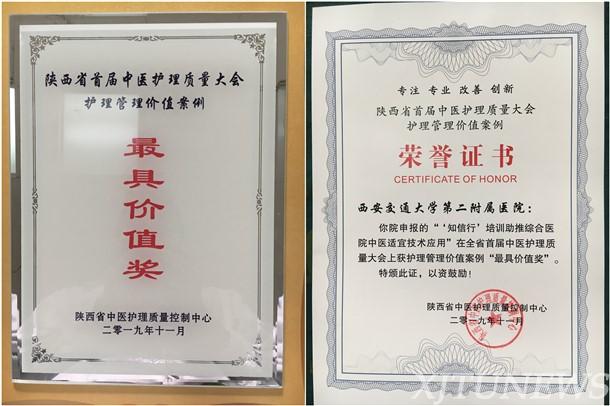 陕西省首届中医护理质量大会
护理管理价值案例
最具价值奖
陕西省中医护理质量控制中心
二零一九年十一月
专注 专业 改善 创新
陕西省首届中医护理质量大会
护理管理价值案例
荣誉证书
CERTIFICATE OF HONOR
西安交通大学第二附属医院：
你院申报的“‘知信行’培训助推综合医
院中医适宜技术应用”在全省首届中医护理质
量大会上获护理管理价值案例“最具价值奖”。
特颁此证，以资鼓励！
陕西省中医护理质量控制中心
二零一九年十一月
XJTUNEWS